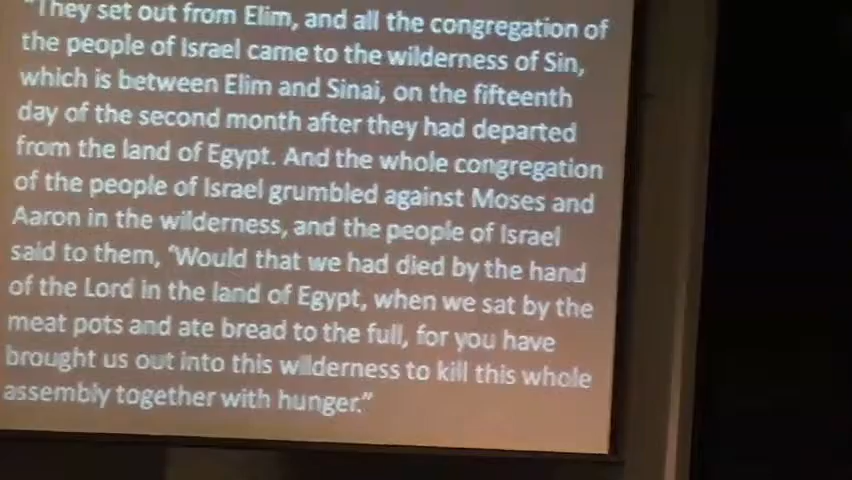 "They set out from Elim, and all the congregation of
the people of Israel came to the wilderness of Sin,
which is between Elim and Sinai, on the fifteenth
day of the second month after they had departed
from the land of Egypt. And the whole congregation
of the people of Israel grumbled against Moses and
Aaron in the wilderness, and the people of Israel
said to them, “Would that we had died by the hand
of the Lord in the land of Egypt, when we sat by the
meat pots and ate bread to the full, for you have
brought us out into this wilderness to kill this whole
assembly together with hunger.”